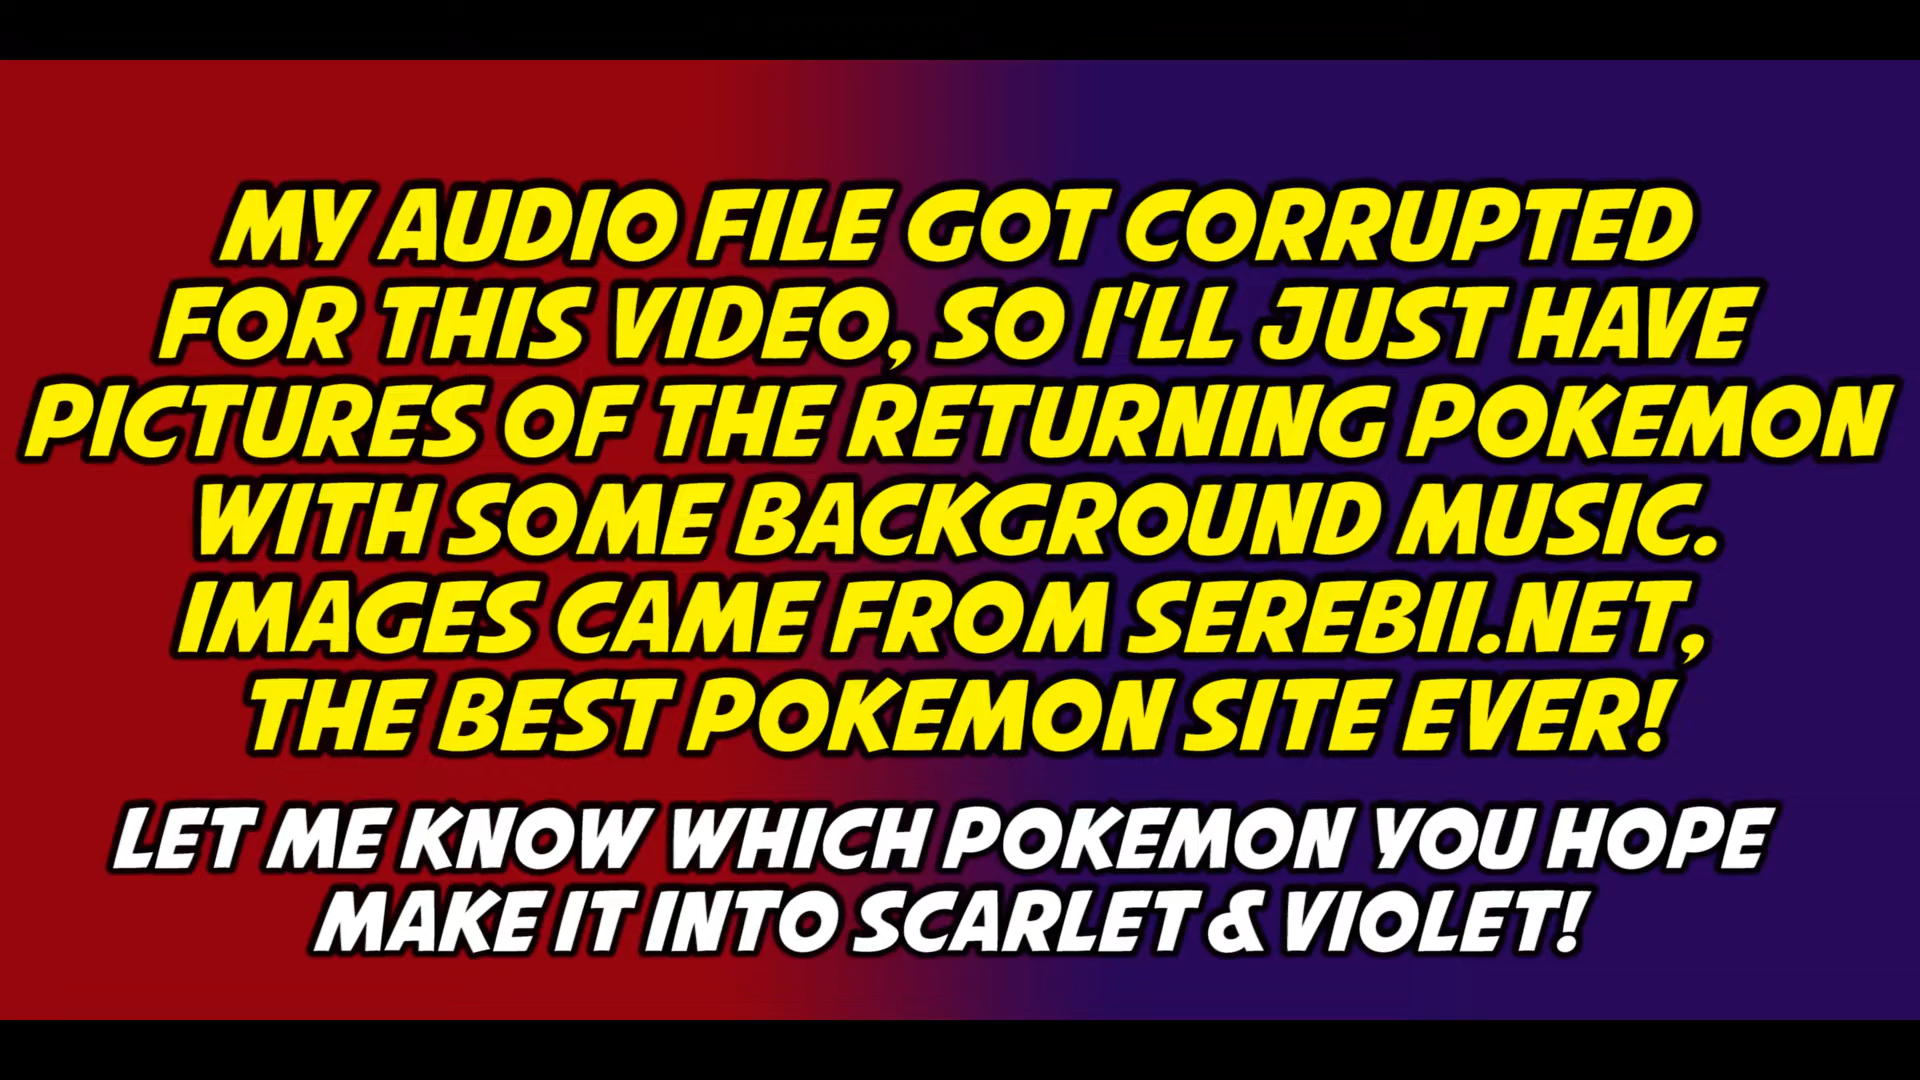 MY AUDIO FILE GOT CORRUPTED
FOR THIS VIDEO, SO I'LL JUST HAVE
PICTURES OF THE RETURNING POKEMON
WITH SOME BACKGROUND MUSIC.
IMAGES CAME FROM SEREBII.NET,
THE BEST POKEMON SITE EVER!
LET ME KNOW WHICH POKEMON YOU HOPE
MAKE IT INTO SCARLET & VIOLET!